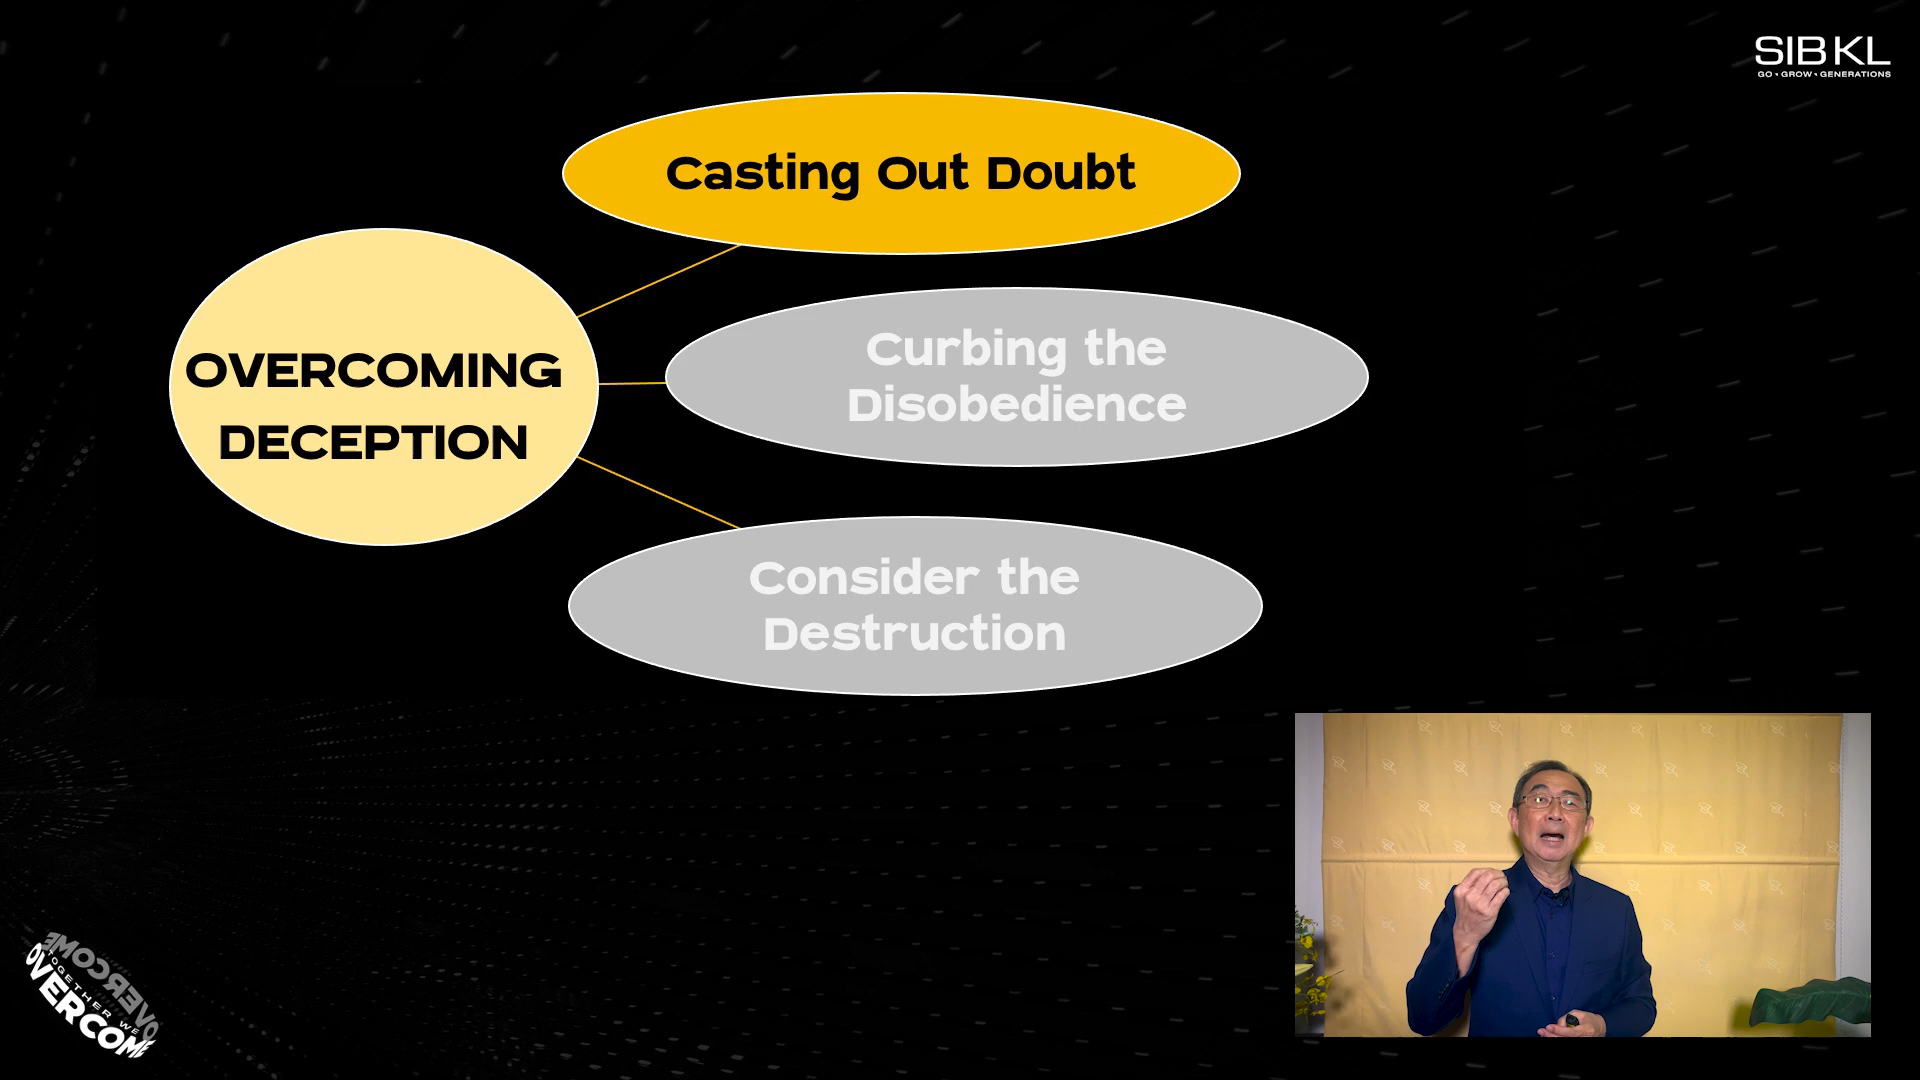 SIBKL
GO • GROW • GENERATIONS
Casting Out Doubt
OVERCOMING
DECEPTION
Curbing the
Disobedience
Consider the
Destruction
OVERCOME
TOGETHER WE
OVERCOME